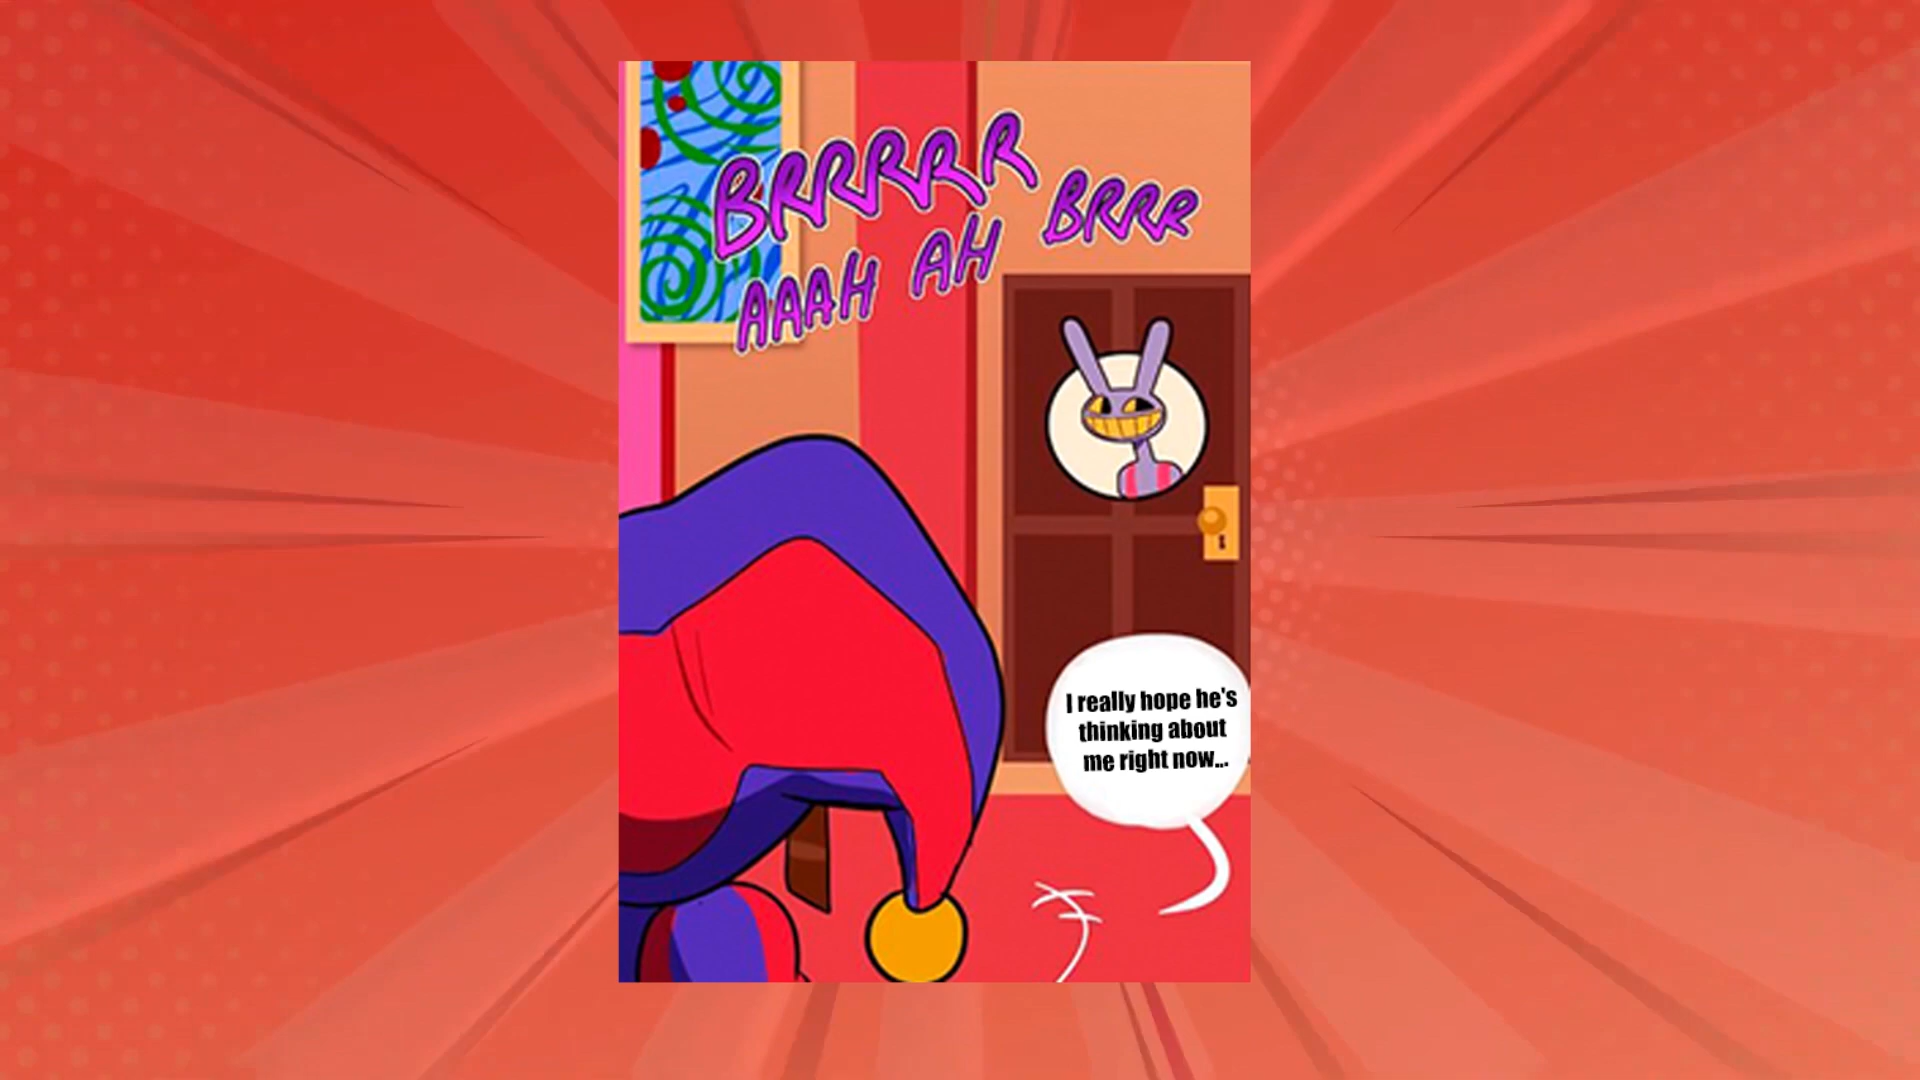 BRRRRR BRRR
AAAH AH
I really hope he's
thinking about
me right now...